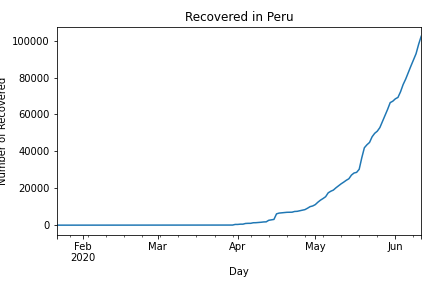 Recovered in Peru
Number of Recovered
100000
80000
60000
40000
20000
0
Feb
2020
Mar
Apr
May
Jun
Day